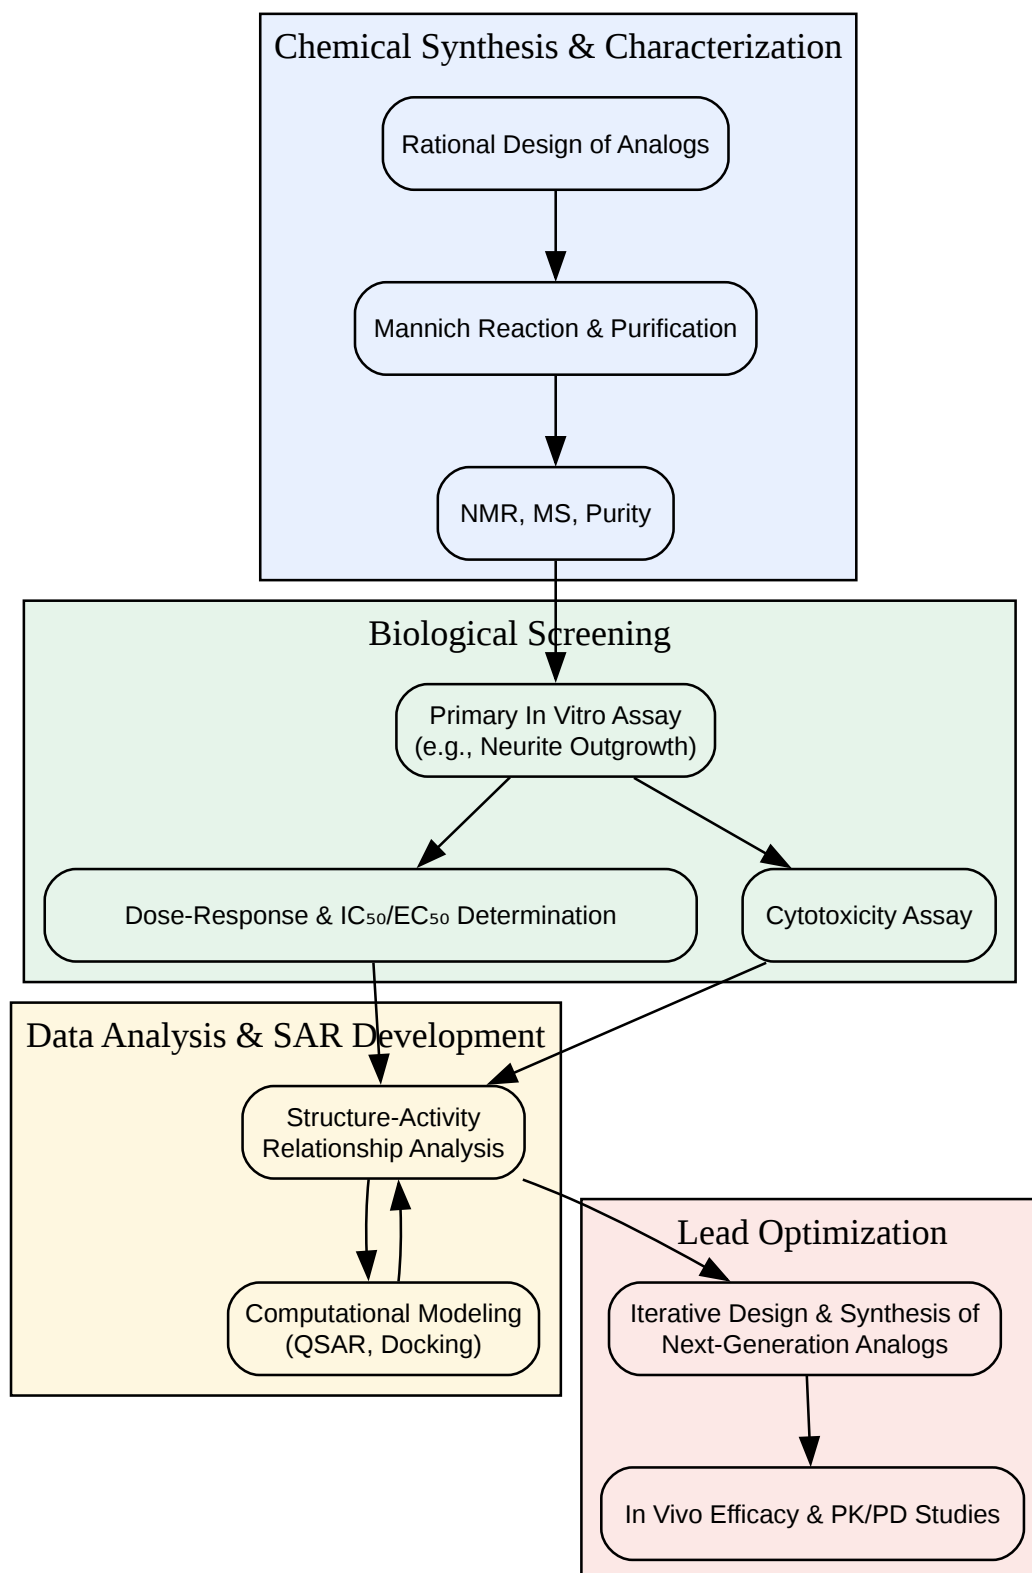 Chemical Synthesis & Characterization
Rational Design of Analogs
Mannich Reaction & Purification
NMR, MS, Purity
Biological Screening
Primary In Vitro Assay
(e.g., Neurite Outgrowth)
Dose-Response & IC₅₀/EC₅₀ Determination
Cytotoxicity Assay
Data Analysis & SAR Development
Structure-Activity
Relationship Analysis
Computational Modeling
(QSAR, Docking)
Lead Optimization
Iterative Design & Synthesis of
Next-Generation Analogs
In Vivo Efficacy & PK/PD Studies